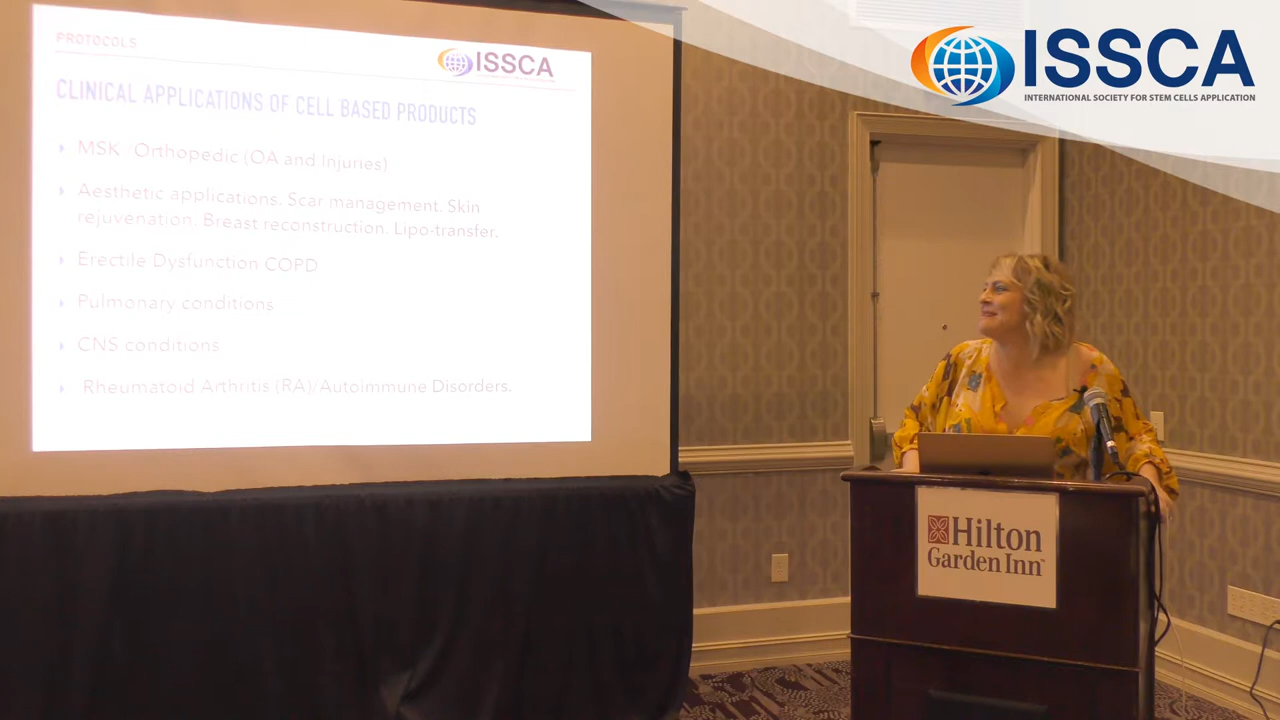 PROTOCOLS
ISSCA
CLINICAL APPLICATIONS OF CELL BASED PRODUCTS
MSK /Orthopedic (OA and Injuries)
Aesthetic applications. Scar management. Skin
rejuvenation. Breast reconstruction. Lipo-transfer.
Erectile Dysfunction COPD
Pulmonary conditions
CNS conditions
Rheumatoid Arthritis (RA)/Autoimmune Disorders.
ISSCA
INTERNATIONAL SOCIETY FOR STEM CELLS APPLICATION
Hilton
Garden Inn™